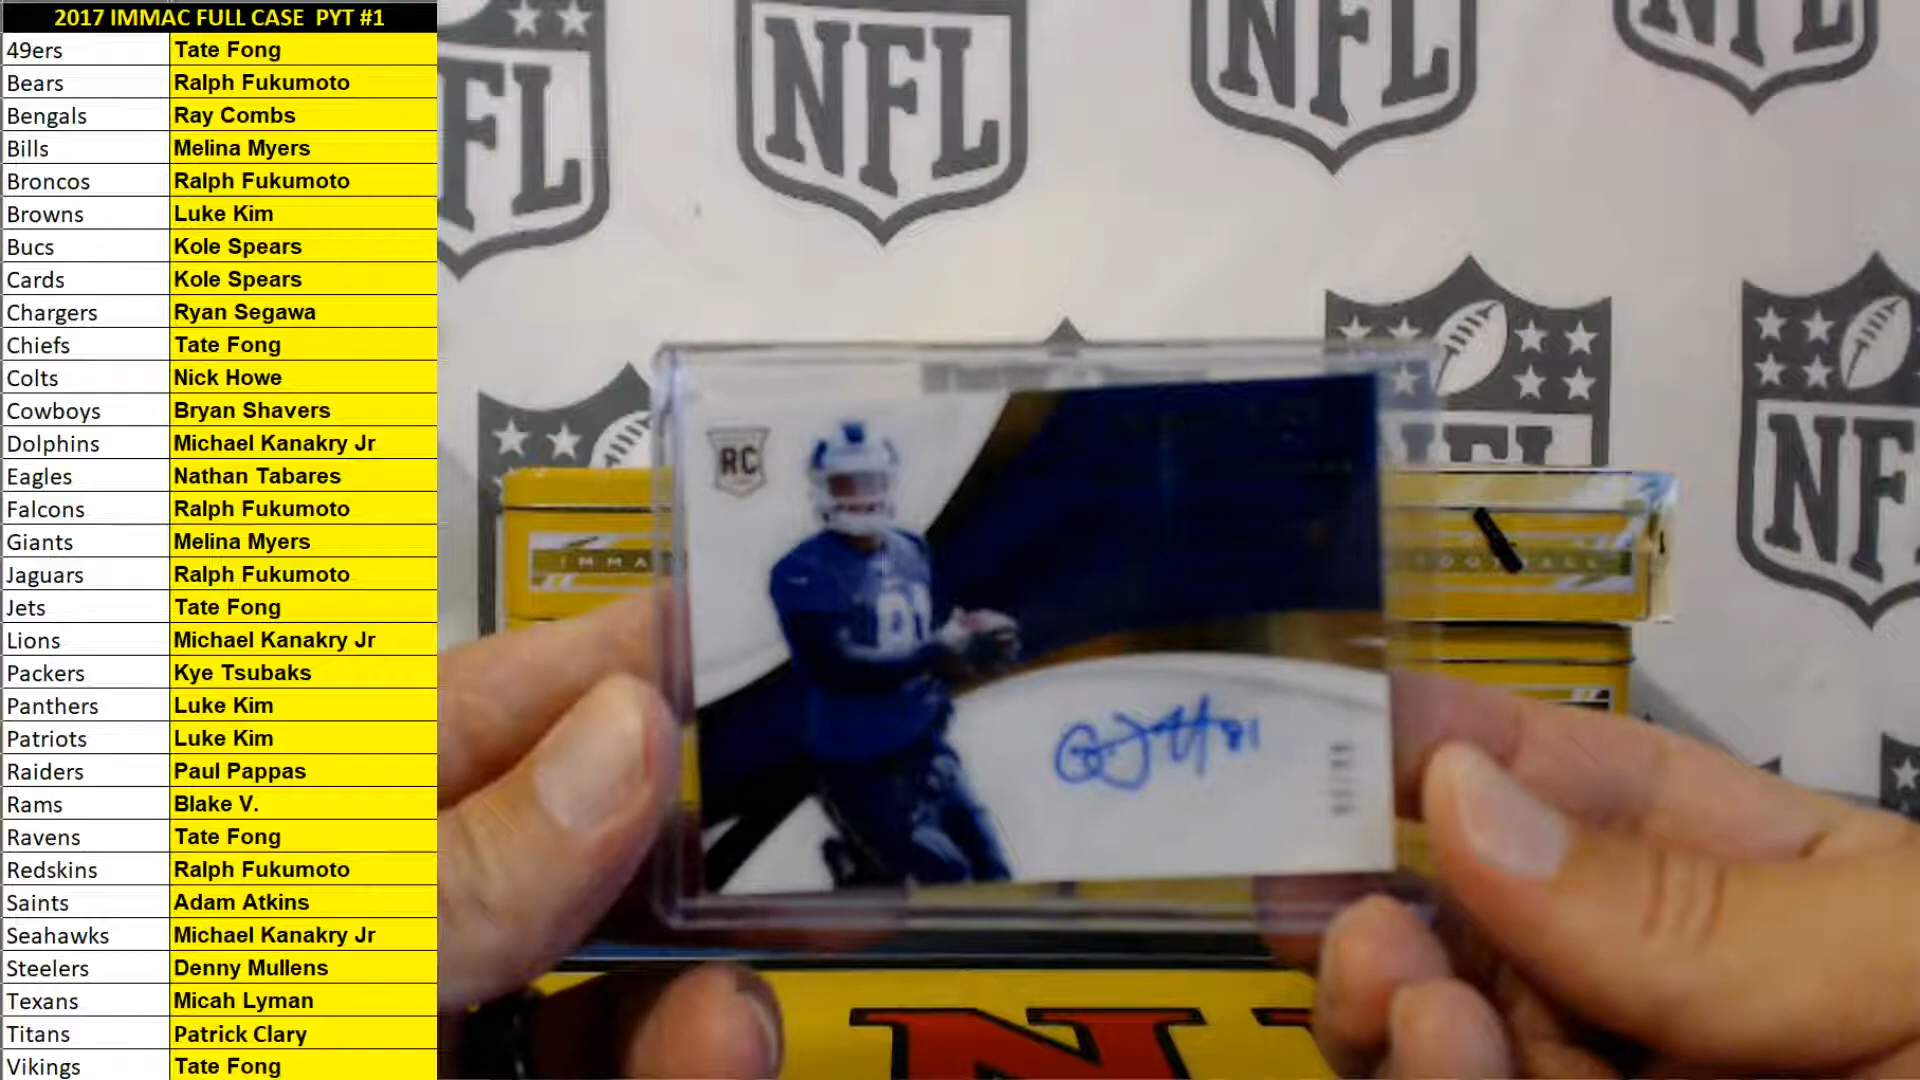 2017 IMMAC FULL CASE PYT #1
49ers Tate Fong
Bears Ralph Fukumoto
Bengals Ray Combs
Bills Melina Myers
Broncos Ralph Fukumoto
Browns Luke Kim
Bucs Kole Spears
Cards Kole Spears
Chargers Ryan Segawa
Chiefs Tate Fong
Colts Nick Howe
Cowboys Bryan Shavers
Dolphins Michael Kanakry Jr
Eagles Nathan Tabares
Falcons Ralph Fukumoto
Giants Melina Myers
Jaguars Ralph Fukumoto
Jets Tate Fong
Lions Michael Kanakry Jr
Packers Kye Tsubaks
Panthers Luke Kim
Patriots Luke Kim
Raiders Paul Pappas
Rams Blake V.
Ravens Tate Fong
Redskins Ralph Fukumoto
Saints Adam Atkins
Seahawks Michael Kanakry Jr
Steelers Denny Mullens
Texans Micah Lyman
Titans Patrick Clary
Vikings Tate Fong
NFL
NFL
NFL
NFL
NFL
RC
81